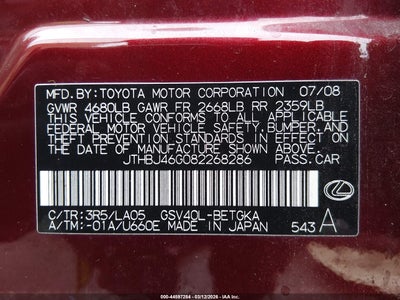 MFD.BY:TOYOTA MOTOR CORPORATION 07/08
GVWR 4680LB GAWR FR 2668LB RR 2359LB
THIS VEHICLE CONFORMS TO ALL APPLICABLE
FEDERAL MOTOR VEHICLE SAFETY,BUMPER,AND
THEFT PREVENTION STANDARDS IN EFFECT ON
THE DATE OF MANUFACTURE SHOWN ABOVE.
JTHBJ46G082268286 PASS.CAR
C/TR:3R5/LA05 GSV40L-BETGKA
A/TM:-01A/U660E MADE IN JAPAN 543 A
000-44597284 - 03/12/2026 - IAAI.COM